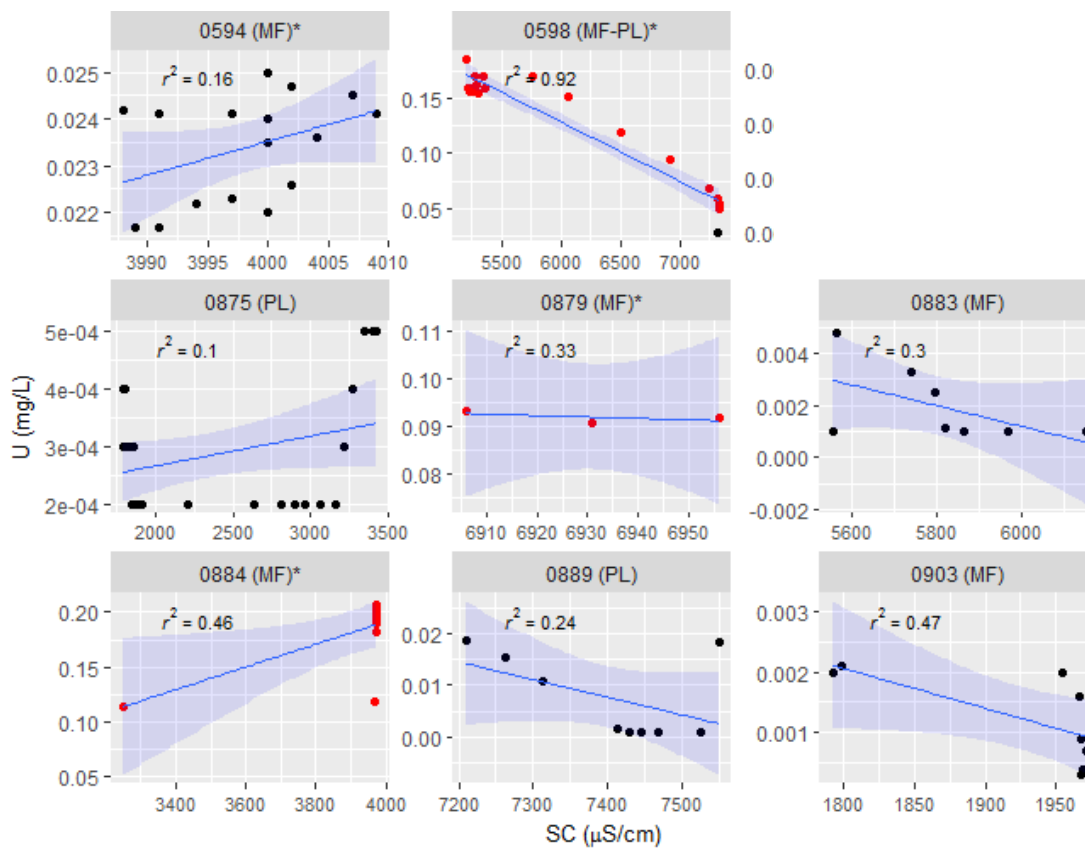 0594 (MF)* 0598 (MF-PL)*
r² = 0.16 r² = 0.92
0.025 0.024 0.023 0.022
0.15 0.10 0.05
0.0 0.0 0.0 0.0
3990 3995 4000 4005 4010 5500 6000 6500 7000
0875 (PL) 0879 (MF)* 0883 (MF)
r² = 0.1 r² = 0.33 r² = 0.3
5e-04 4e-04 3e-04 2e-04
0.11 0.10 0.09 0.08
0.004 0.002 0.000 -0.002
2000 2500 3000 3500 6910 6920 6930 6940 6950 5600 5800 6000
U (mg/L)
0884 (MF)* 0889 (PL) 0903 (MF)
r² = 0.46 r² = 0.24 r² = 0.47
0.20 0.15 0.10 0.05
0.02 0.01 0.00
0.003 0.002 0.001
3400 3600 3800 4000 7200 7300 7400 7500 1800 1850 1900 1950
SC (µS/cm)